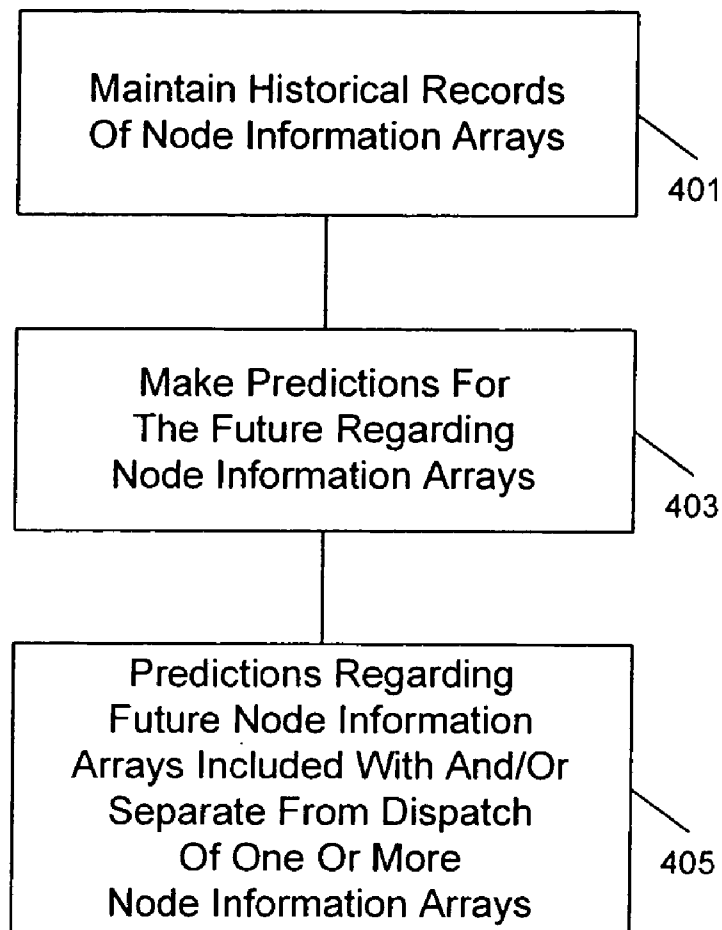 Maintain Historical Records
Of Node Information Arrays
401
Make Predictions For
The Future Regarding
Node Information Arrays
403
Predictions Regarding
Future Node Information
Arrays Included With And/Or
Separate From Dispatch
Of One Or More
Node Information Arrays
405